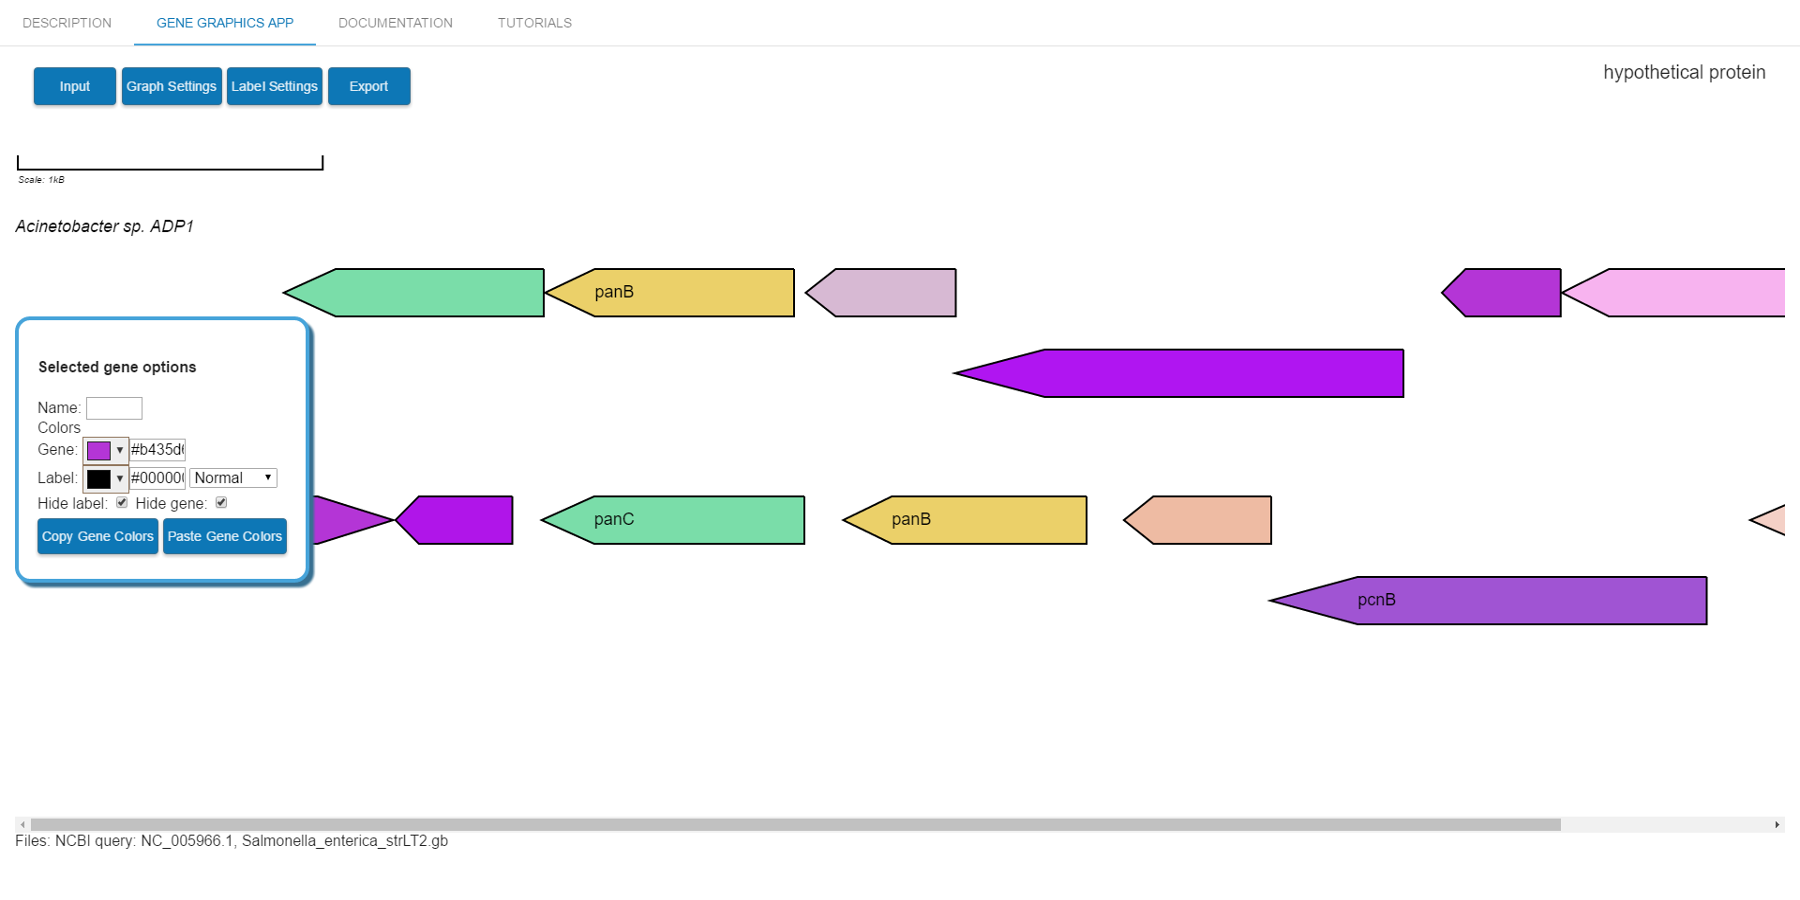 DESCRIPTION GENE GRAPHICS APP DOCUMENTATION TUTORIALS
Input Graph Settings Label Settings Export
hypothetical protein
Scale: 1kB
Acinetobacter sp. ADP1
panB
Selected gene options
Name:
Colors
Gene: #b435d
Label: #00000 Normal
Hide label: Hide gene:
Copy Gene Colors Paste Gene Colors
panC panB
pcnB
Files: NCBI query: NC_005966.1, Salmonella_enterica_strLT2.gb